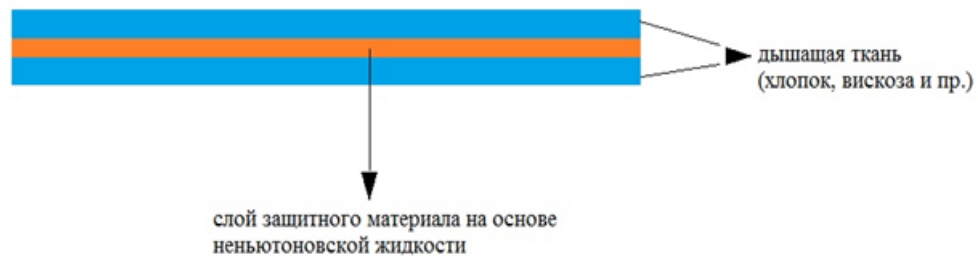 дышащая ткань
(хлопок, вискоза и пр.)
слой защитного материала на основе
неньютоновской жидкости